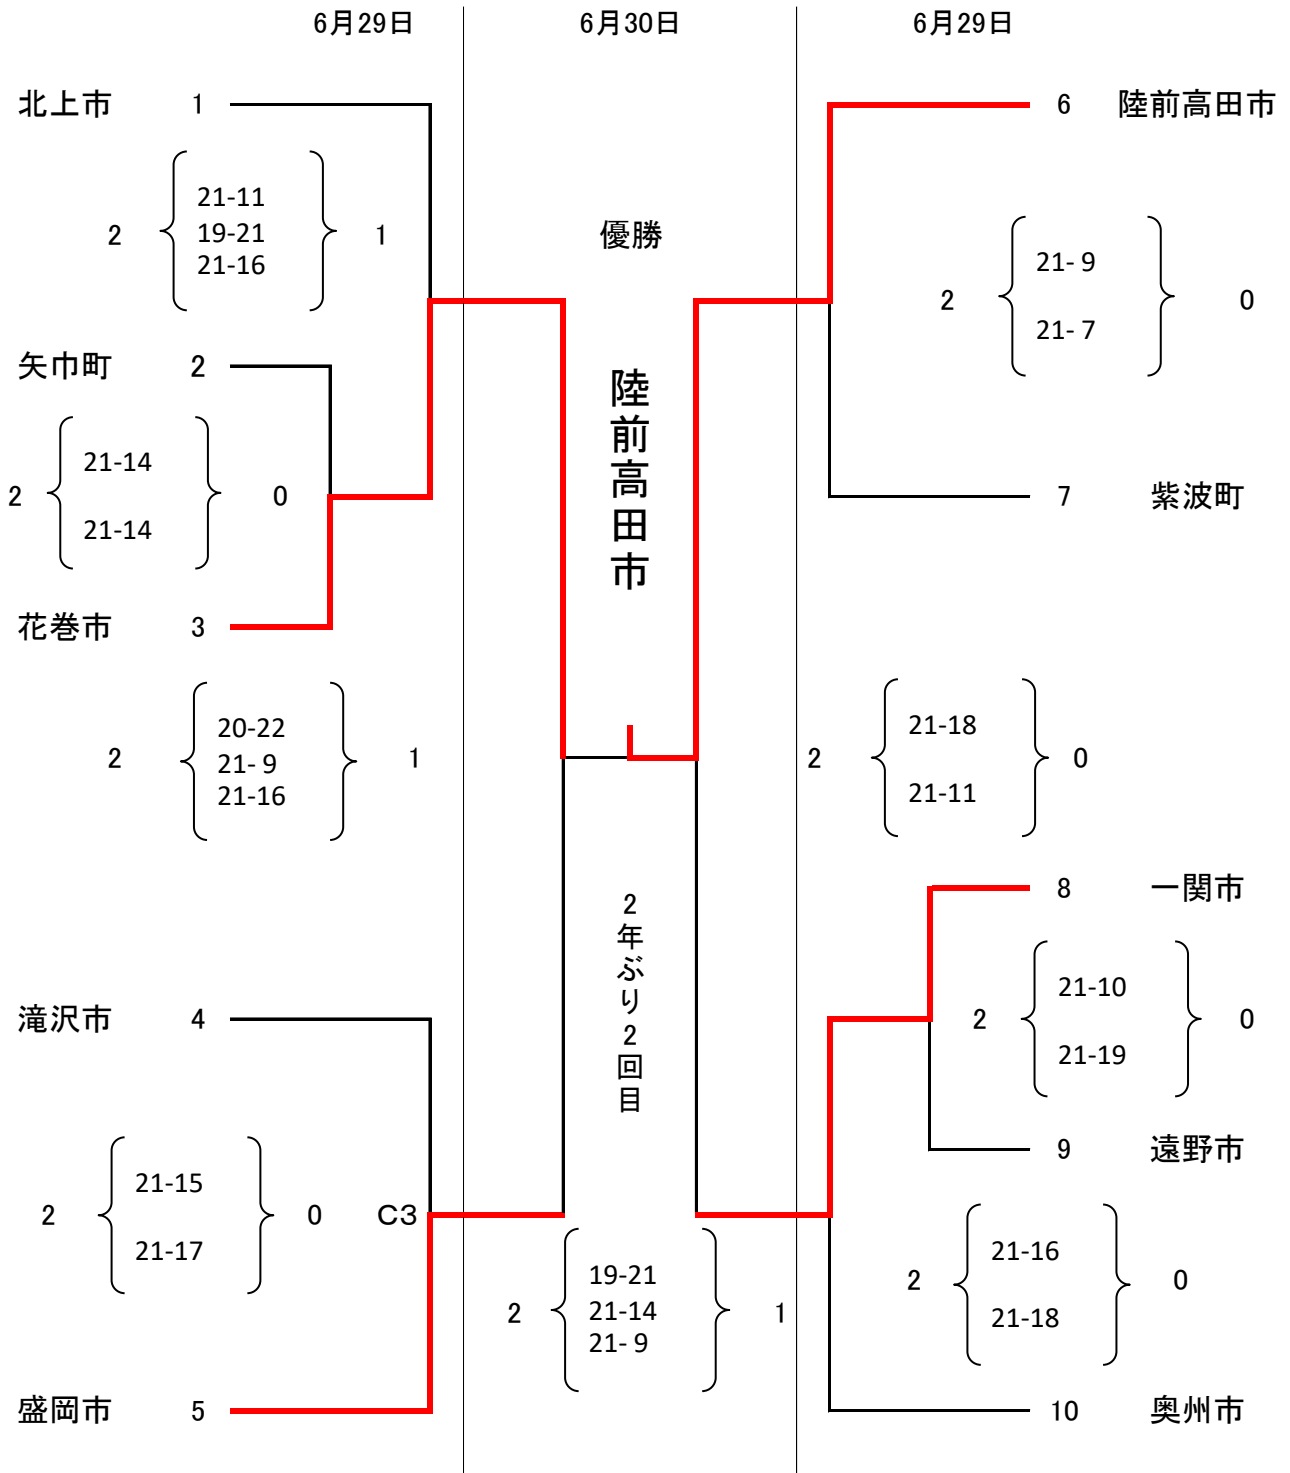 6月29日
6月30日
6月29日
北上市 1
6 陸前高田市
2
21-11
19-21
21-16
1
優勝
2
21- 9
21- 7
0
矢巾町 2
陸前高田市
2
21-14
21-14
0
7 紫波町
花巻市 3
2
20-22
21- 9
21-16
1
2
21-18
21-11
0
8 一関市
2年ぶり2回目
2
21-10
21-19
0
滝沢市 4
9 遠野市
2
21-15
21-17
0
C3
2
19-21
21-14
21- 9
1
2
21-16
21-18
0
盛岡市 5
10 奥州市